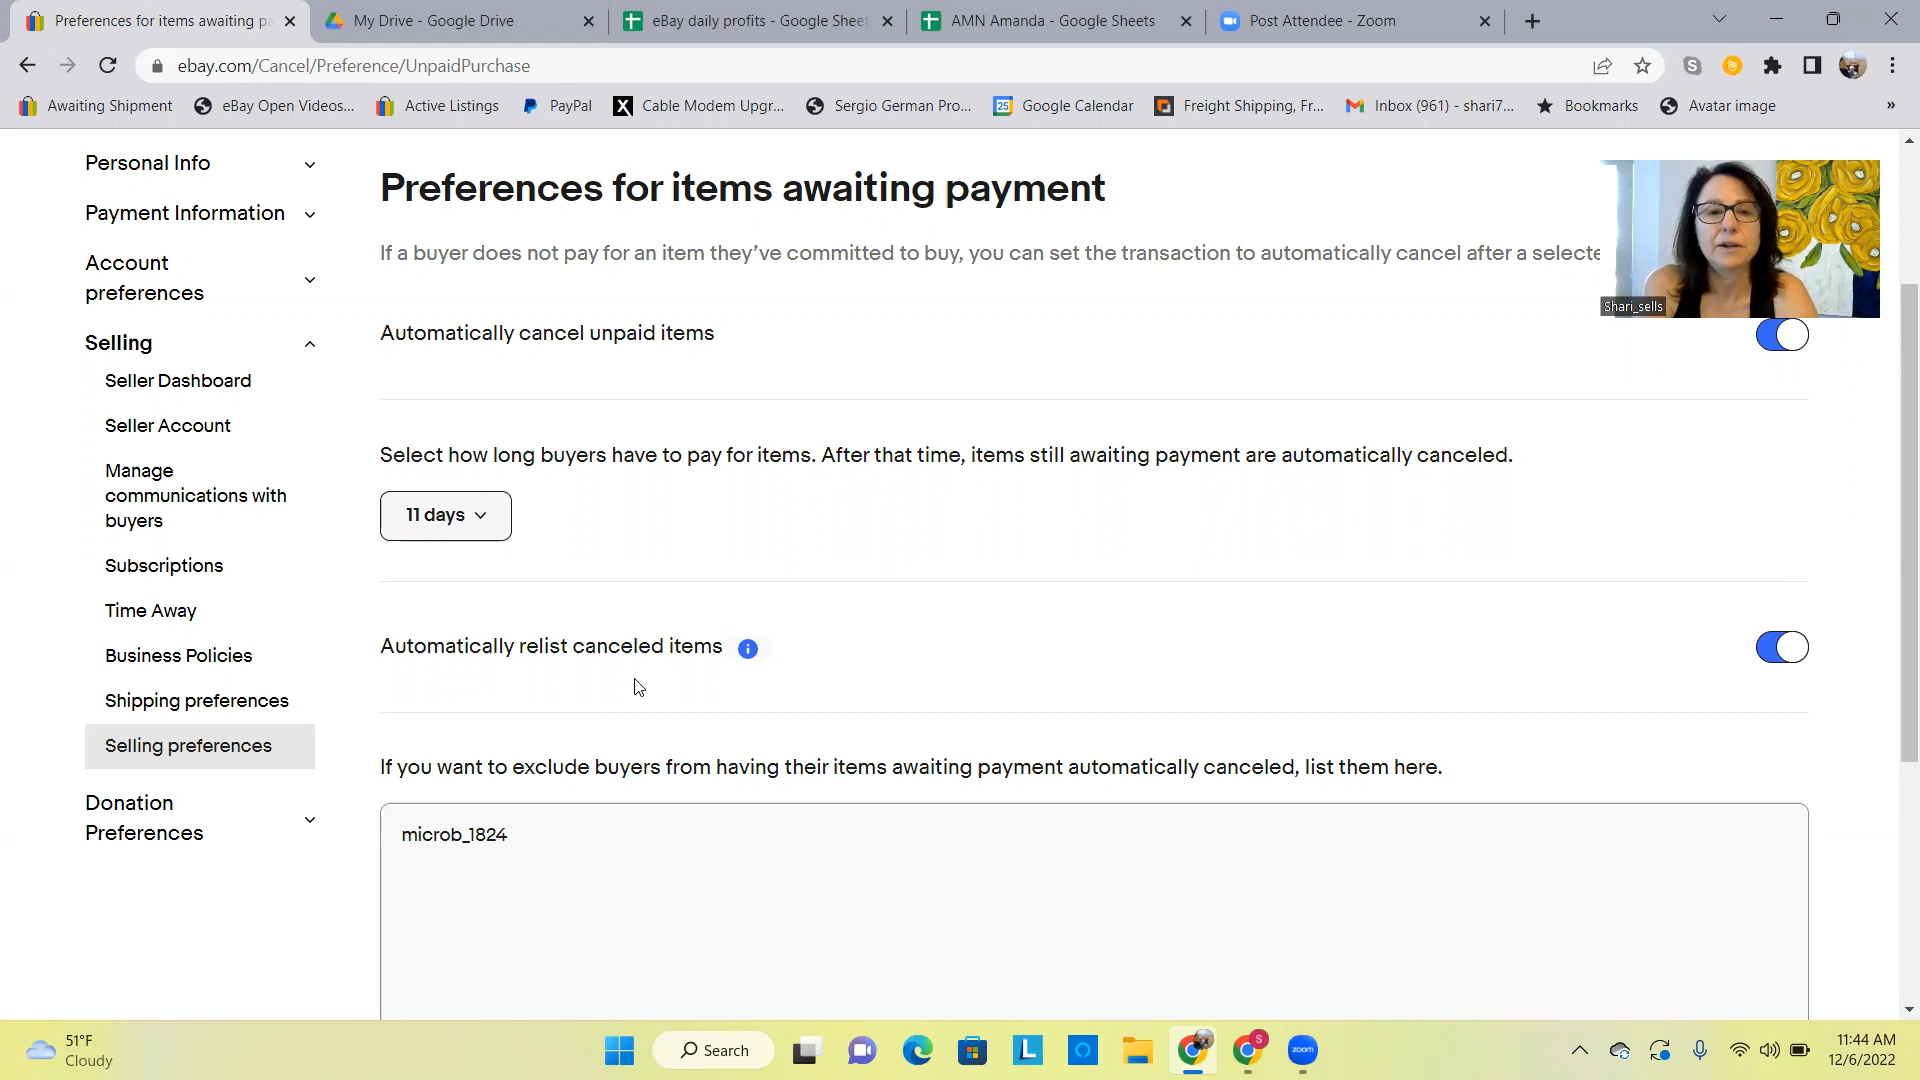 Preferences for items awaiting pa
My Drive - Google Drive
eBay daily profits - Google Sheet
AMN Amanda - Google Sheets
Post Attendee - Zoom
ebay.com/Cancel/Preference/UnpaidPurchase
Awaiting Shipment
eBay Open Videos...
Active Listings
PayPal
Cable Modem Upgr...
Sergio German Pro...
Google Calendar
Freight Shipping, Fr...
Inbox (961) - shari7...
Bookmarks
Avatar image
Personal Info
Payment Information
Account
preferences
Selling
Seller Dashboard
Seller Account
Manage
communications with
buyers
Subscriptions
Time Away
Business Policies
Shipping preferences
Selling preferences
Donation
Preferences
Preferences for items awaiting payment
If a buyer does not pay for an item they've committed to buy, you can set the transaction to automatically cancel after a selecte
Shari_sells
Automatically cancel unpaid items
Select how long buyers have to pay for items. After that time, items still awaiting payment are automatically canceled.
11 days
Automatically relist canceled items
If you want to exclude buyers from having their items awaiting payment automatically canceled, list them here.
microb_1824
51°F
Cloudy
Search
zoom
11:44 AM
12/6/2022